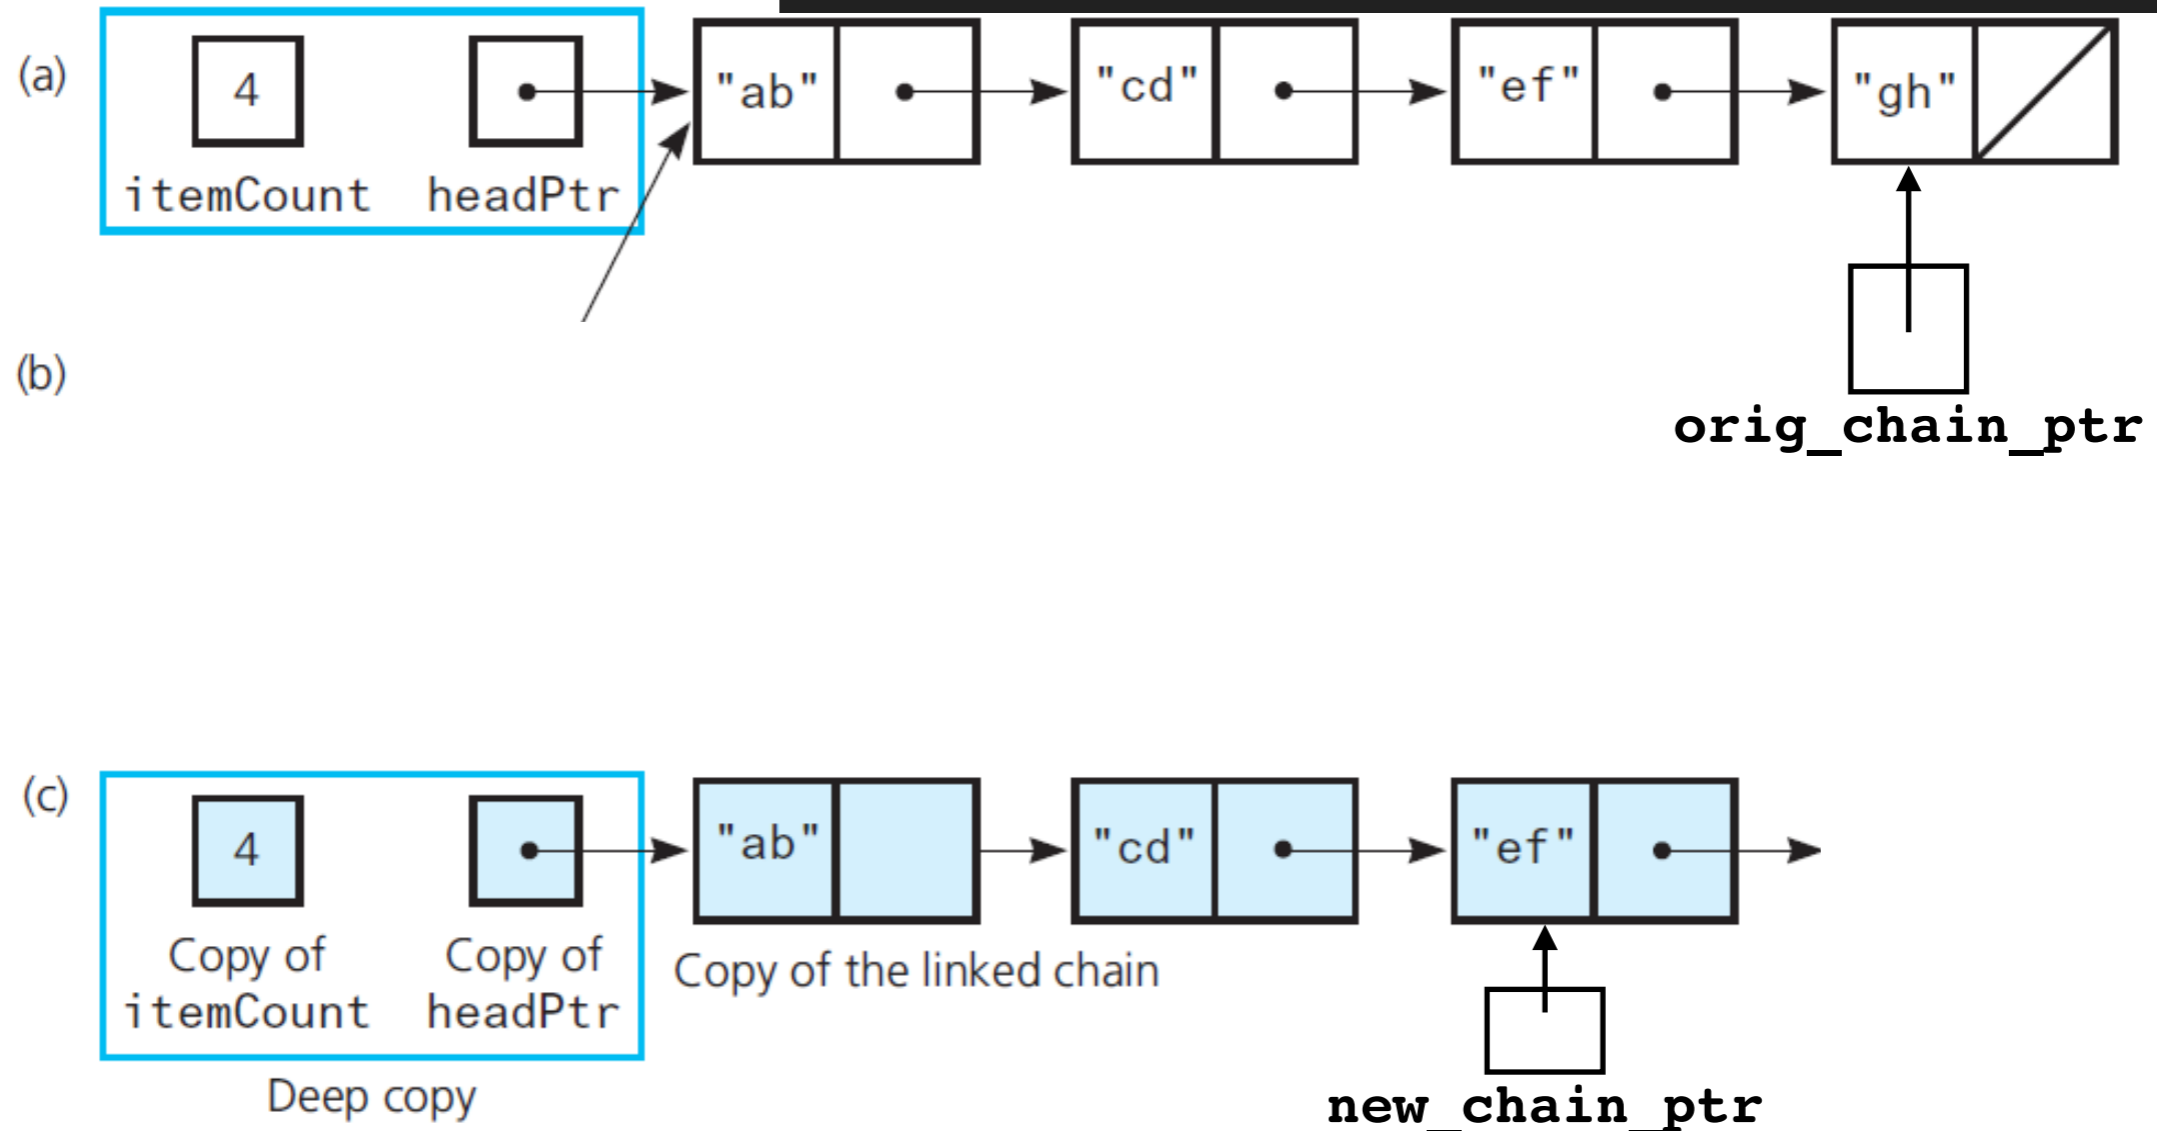 (a)
4
itemCount headPtr
"ab" "cd" "ef" "gh"
orig_chain_ptr
(b)
(c)
4
Copy of itemCount
Copy of headPtr
"ab" "cd" "ef"
Copy of the linked chain
Deep copy
new_chain_ptr